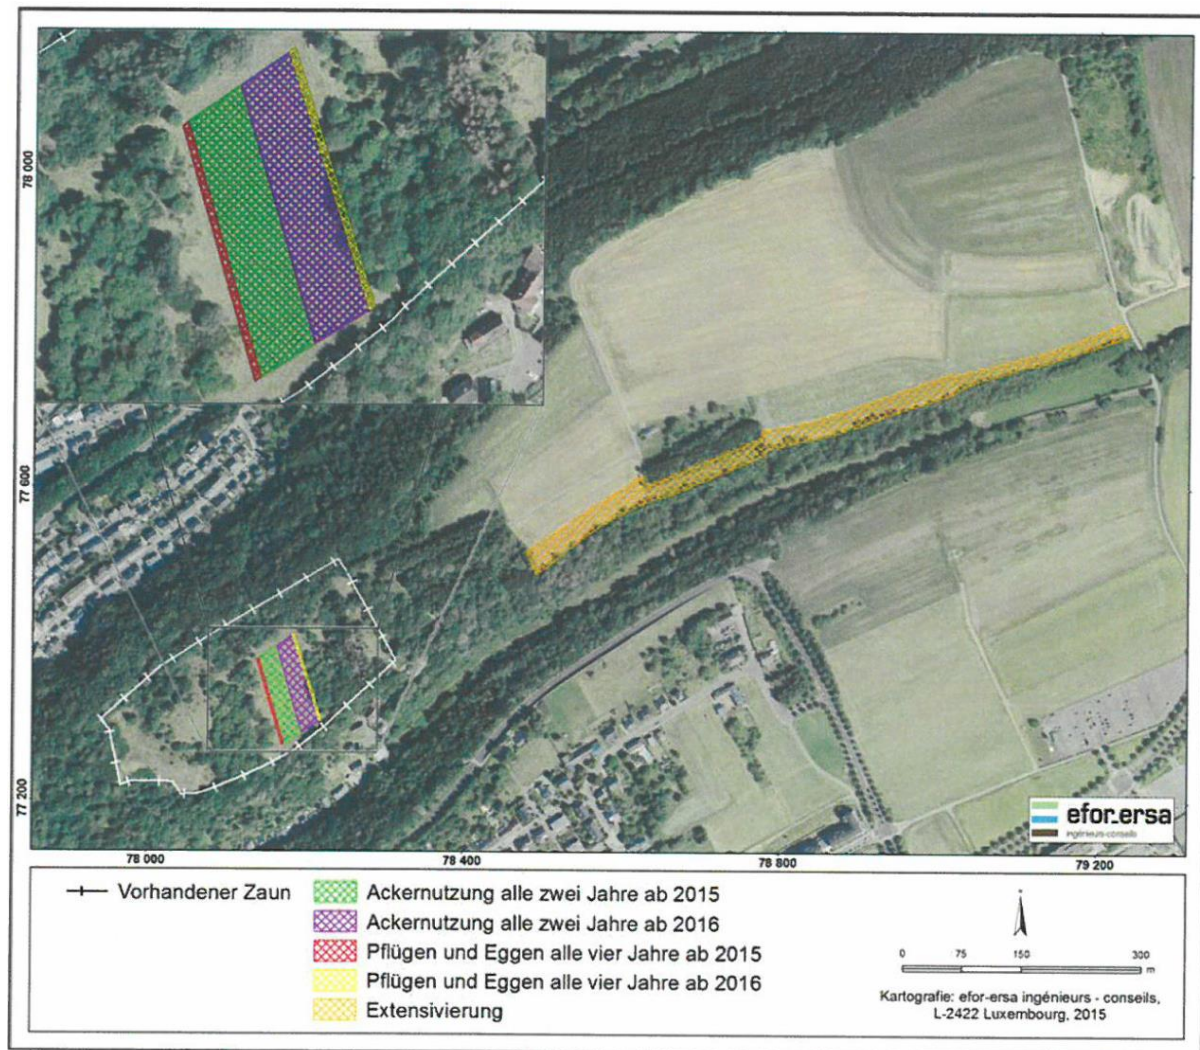 78 000
77 600
77 200
78 000
78 400
78 800
79 200
efor-ersa
ingénieurs-conseils
Vorhandener Zaun
Ackernutzung alle zwei Jahre ab 2015
Ackernutzung alle zwei Jahre ab 2016
Pflügen und Eggen alle vier Jahre ab 2015
Pflügen und Eggen alle vier Jahre ab 2016
Extensivierung
0 75 150 300
m
Kartografie: efor-ersa ingénieurs - conseils,
L-2422 Luxembourg, 2015